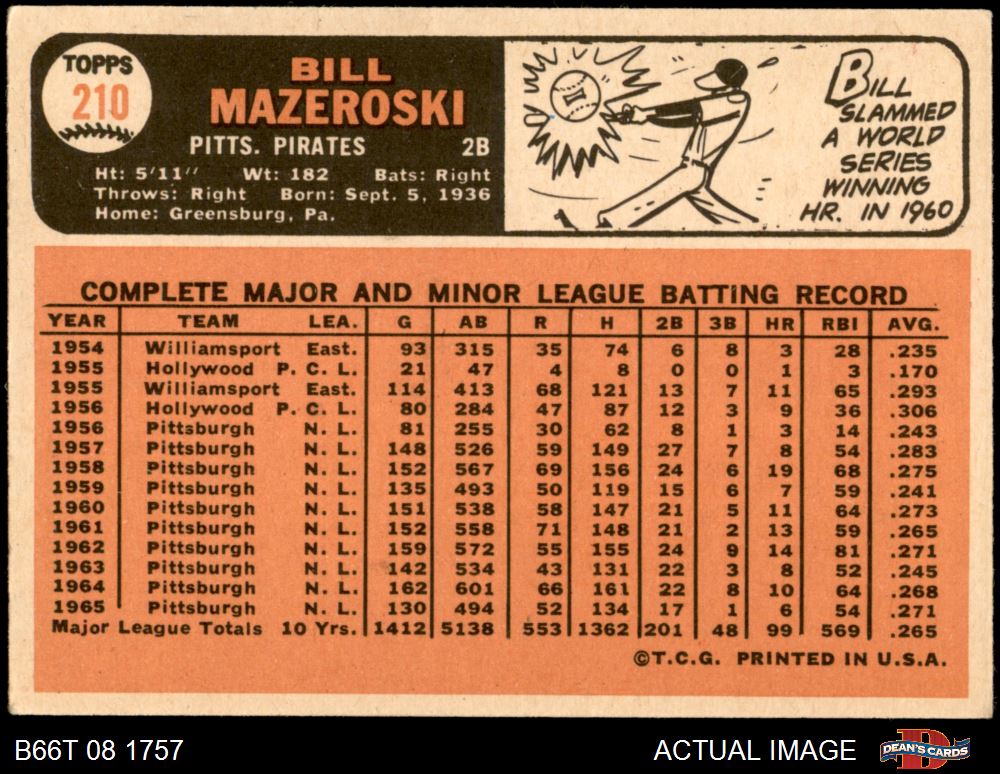 TOPPS
210
BILL
MAZEROSKI
PITTS. PIRATES 2B
Ht: 5'11" Wt: 182 Bats: Right
Throws: Right Born: Sept. 5, 1936
Home: Greensburg, Pa.
BILL
SLAMMED
A WORLD
SERIES
WINNING
HR. IN 1960
COMPLETE MAJOR AND MINOR LEAGUE BATTING RECORD
YEAR TEAM LEA. G AB R H 2B 3B HR RBI AVG.
1954 Williamsport East. 93 315 35 74 6 8 3 28 .235
1955 Hollywood P. C. L. 21 47 4 8 0 0 1 3 .170
1955 Williamsport East. 114 413 68 121 13 7 11 65 .293
1956 Hollywood P. C. L. 80 284 47 87 12 3 9 36 .306
1956 Pittsburgh N. L. 81 255 30 62 8 1 3 14 .243
1957 Pittsburgh N. L. 148 526 59 149 27 7 8 54 .283
1958 Pittsburgh N. L. 152 567 69 156 24 6 19 68 .275
1959 Pittsburgh N. L. 135 493 50 119 15 6 7 59 .241
1960 Pittsburgh N. L. 151 538 58 147 21 5 11 64 .273
1961 Pittsburgh N. L. 152 558 71 148 21 2 13 59 .265
1962 Pittsburgh N. L. 159 572 55 155 24 9 14 81 .271
1963 Pittsburgh N. L. 142 534 43 131 22 3 8 52 .245
1964 Pittsburgh N. L. 162 601 66 161 22 8 10 64 .268
1965 Pittsburgh N. L. 130 494 52 134 17 1 6 54 .271
Major League Totals 10 Yrs. 1412 5138 553 1362 201 48 99 569 .265
©T.C.G. PRINTED IN U.S.A.
B66T 08 1757 ACTUAL IMAGE DEAN'S CARDS